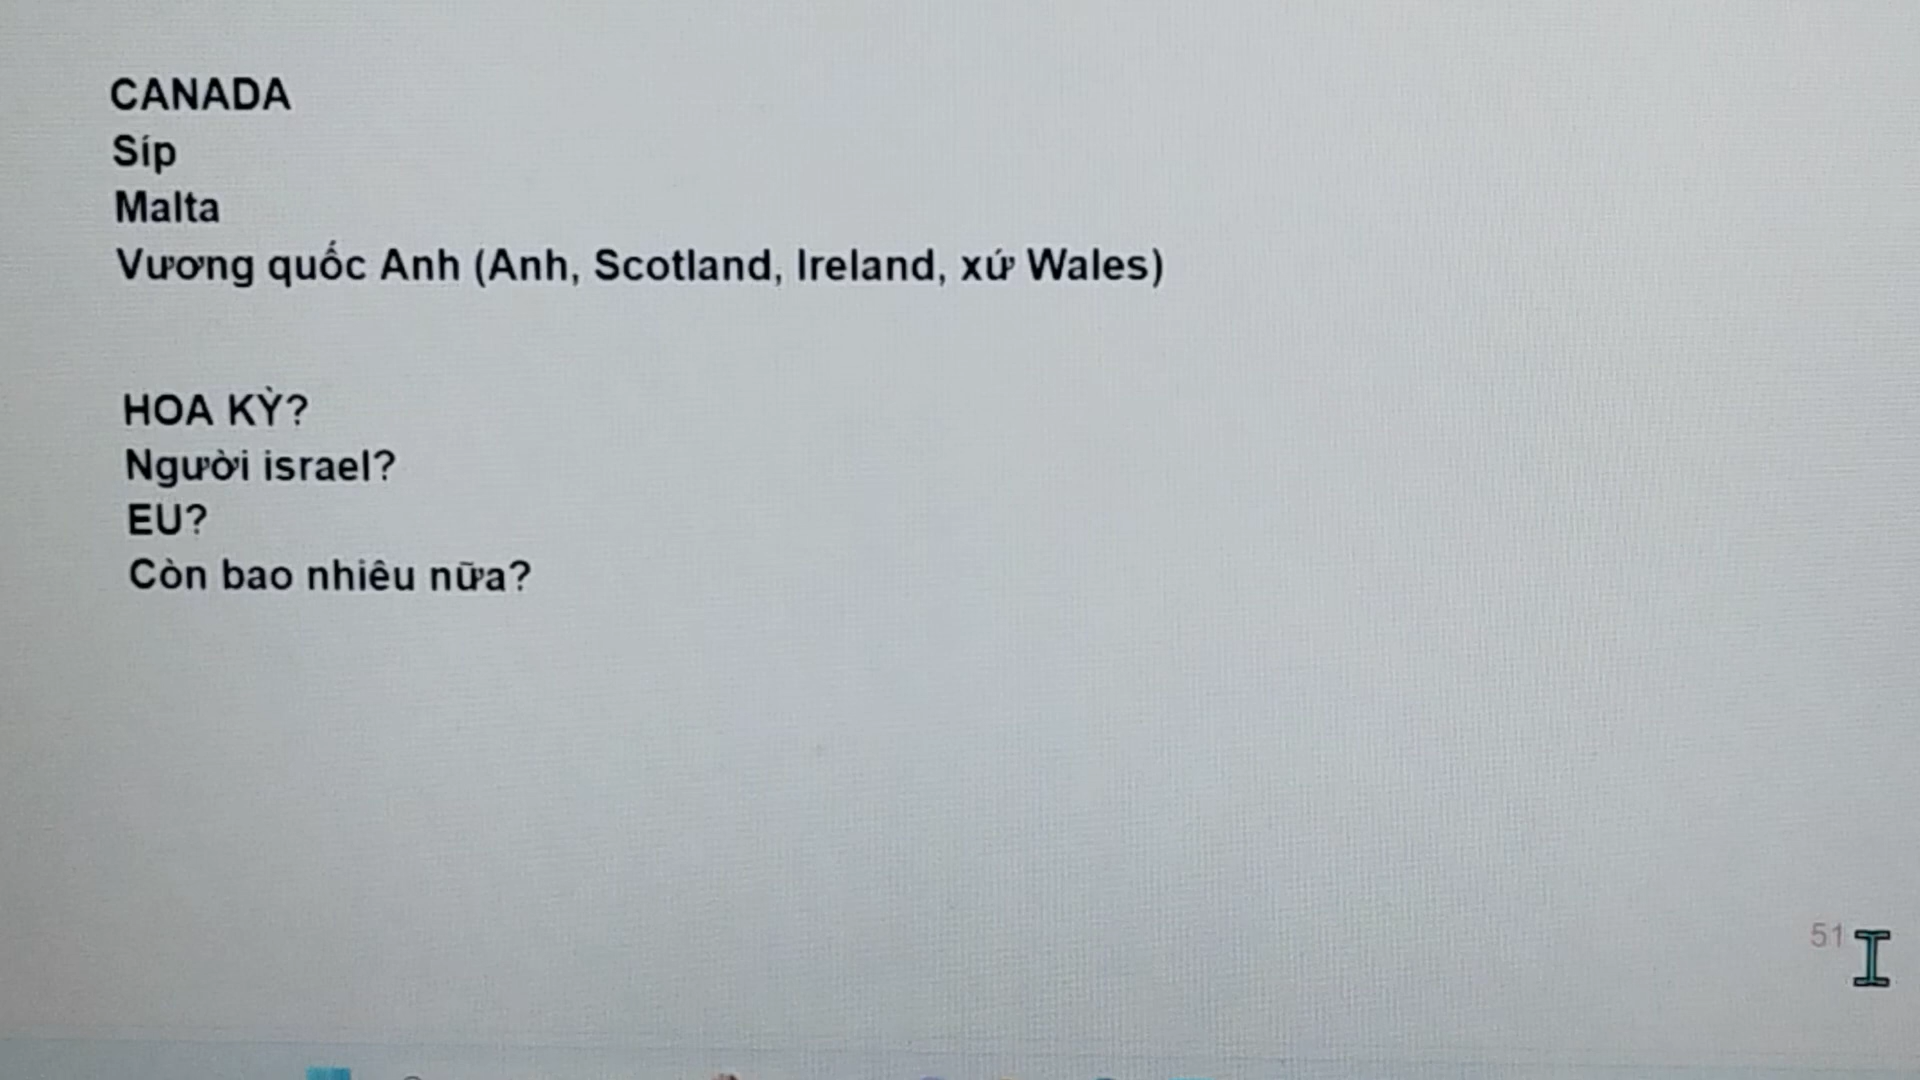 CANADA
Síp
Malta
Vương quốc Anh (Anh, Scotland, Ireland, xứ Wales)
HOA KỲ?
Người israel?
EU?
Còn bao nhiêu nữa?
51